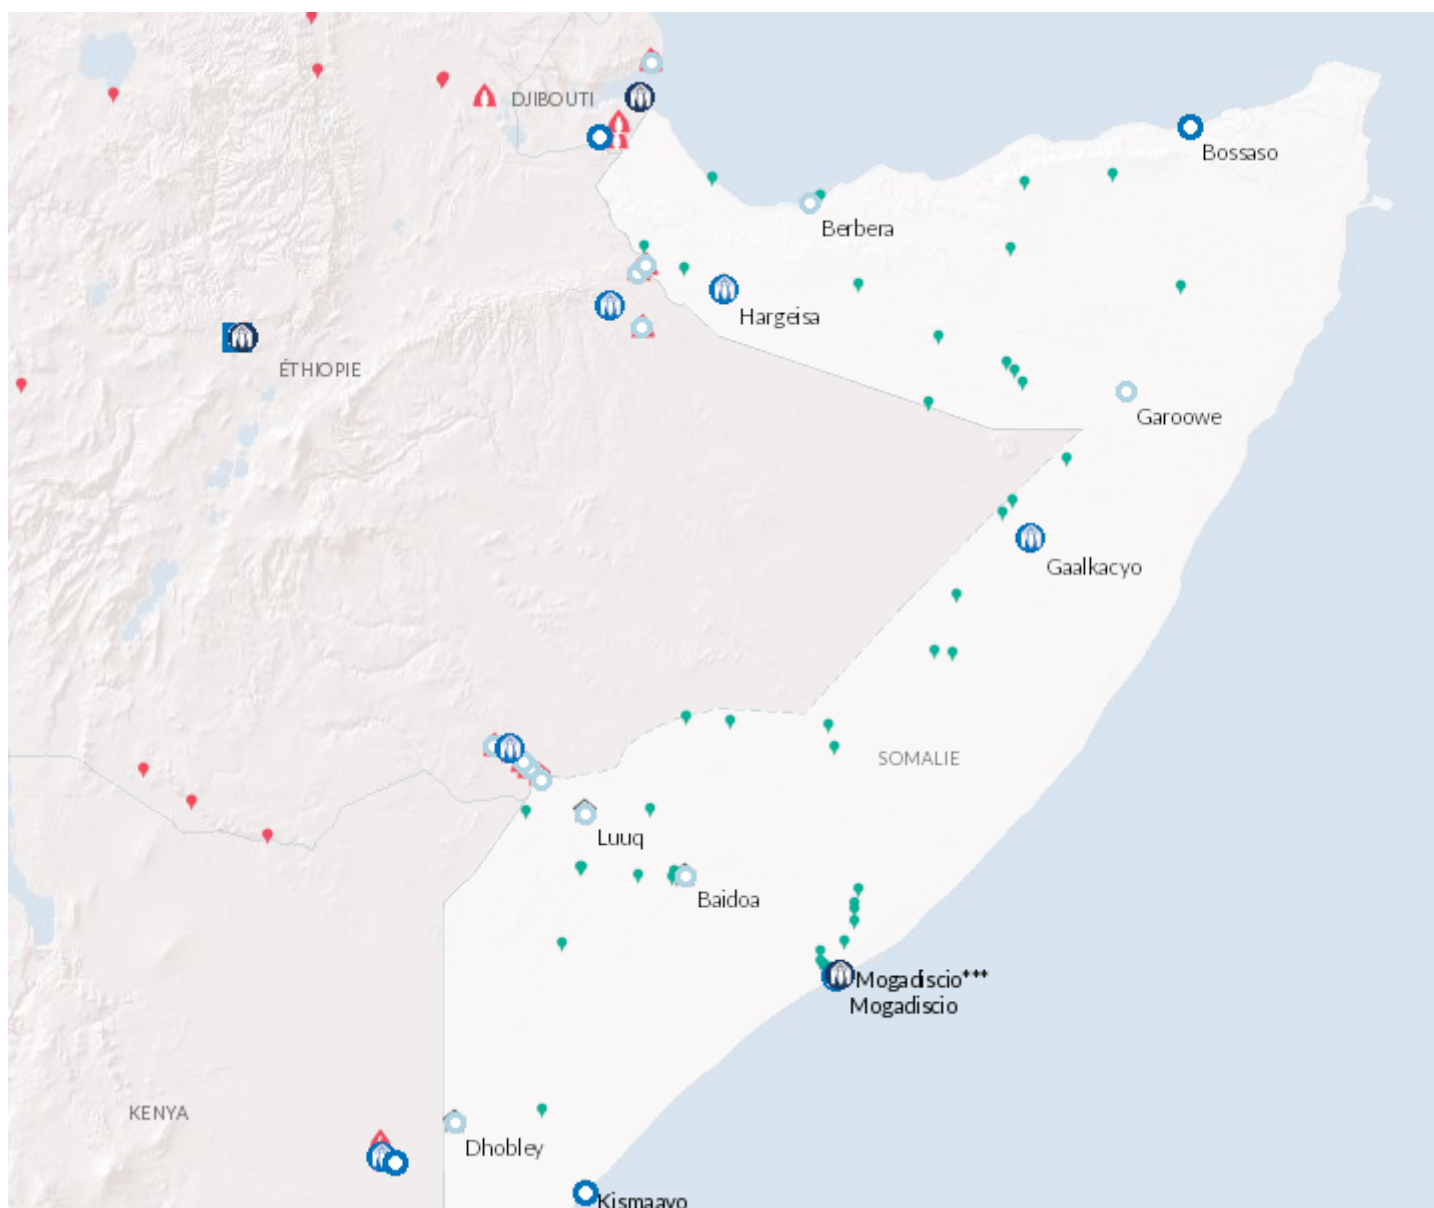 DJIBOUTI
Bossaso
Berbera
Hargeisa
ÉTHIOPIE
Garoowe
Gaalkacyo
SOMALIE
Luuq
Baidoa
Mogadiscio***
Mogadiscio
KENYA
Dhobley
Kismaayo